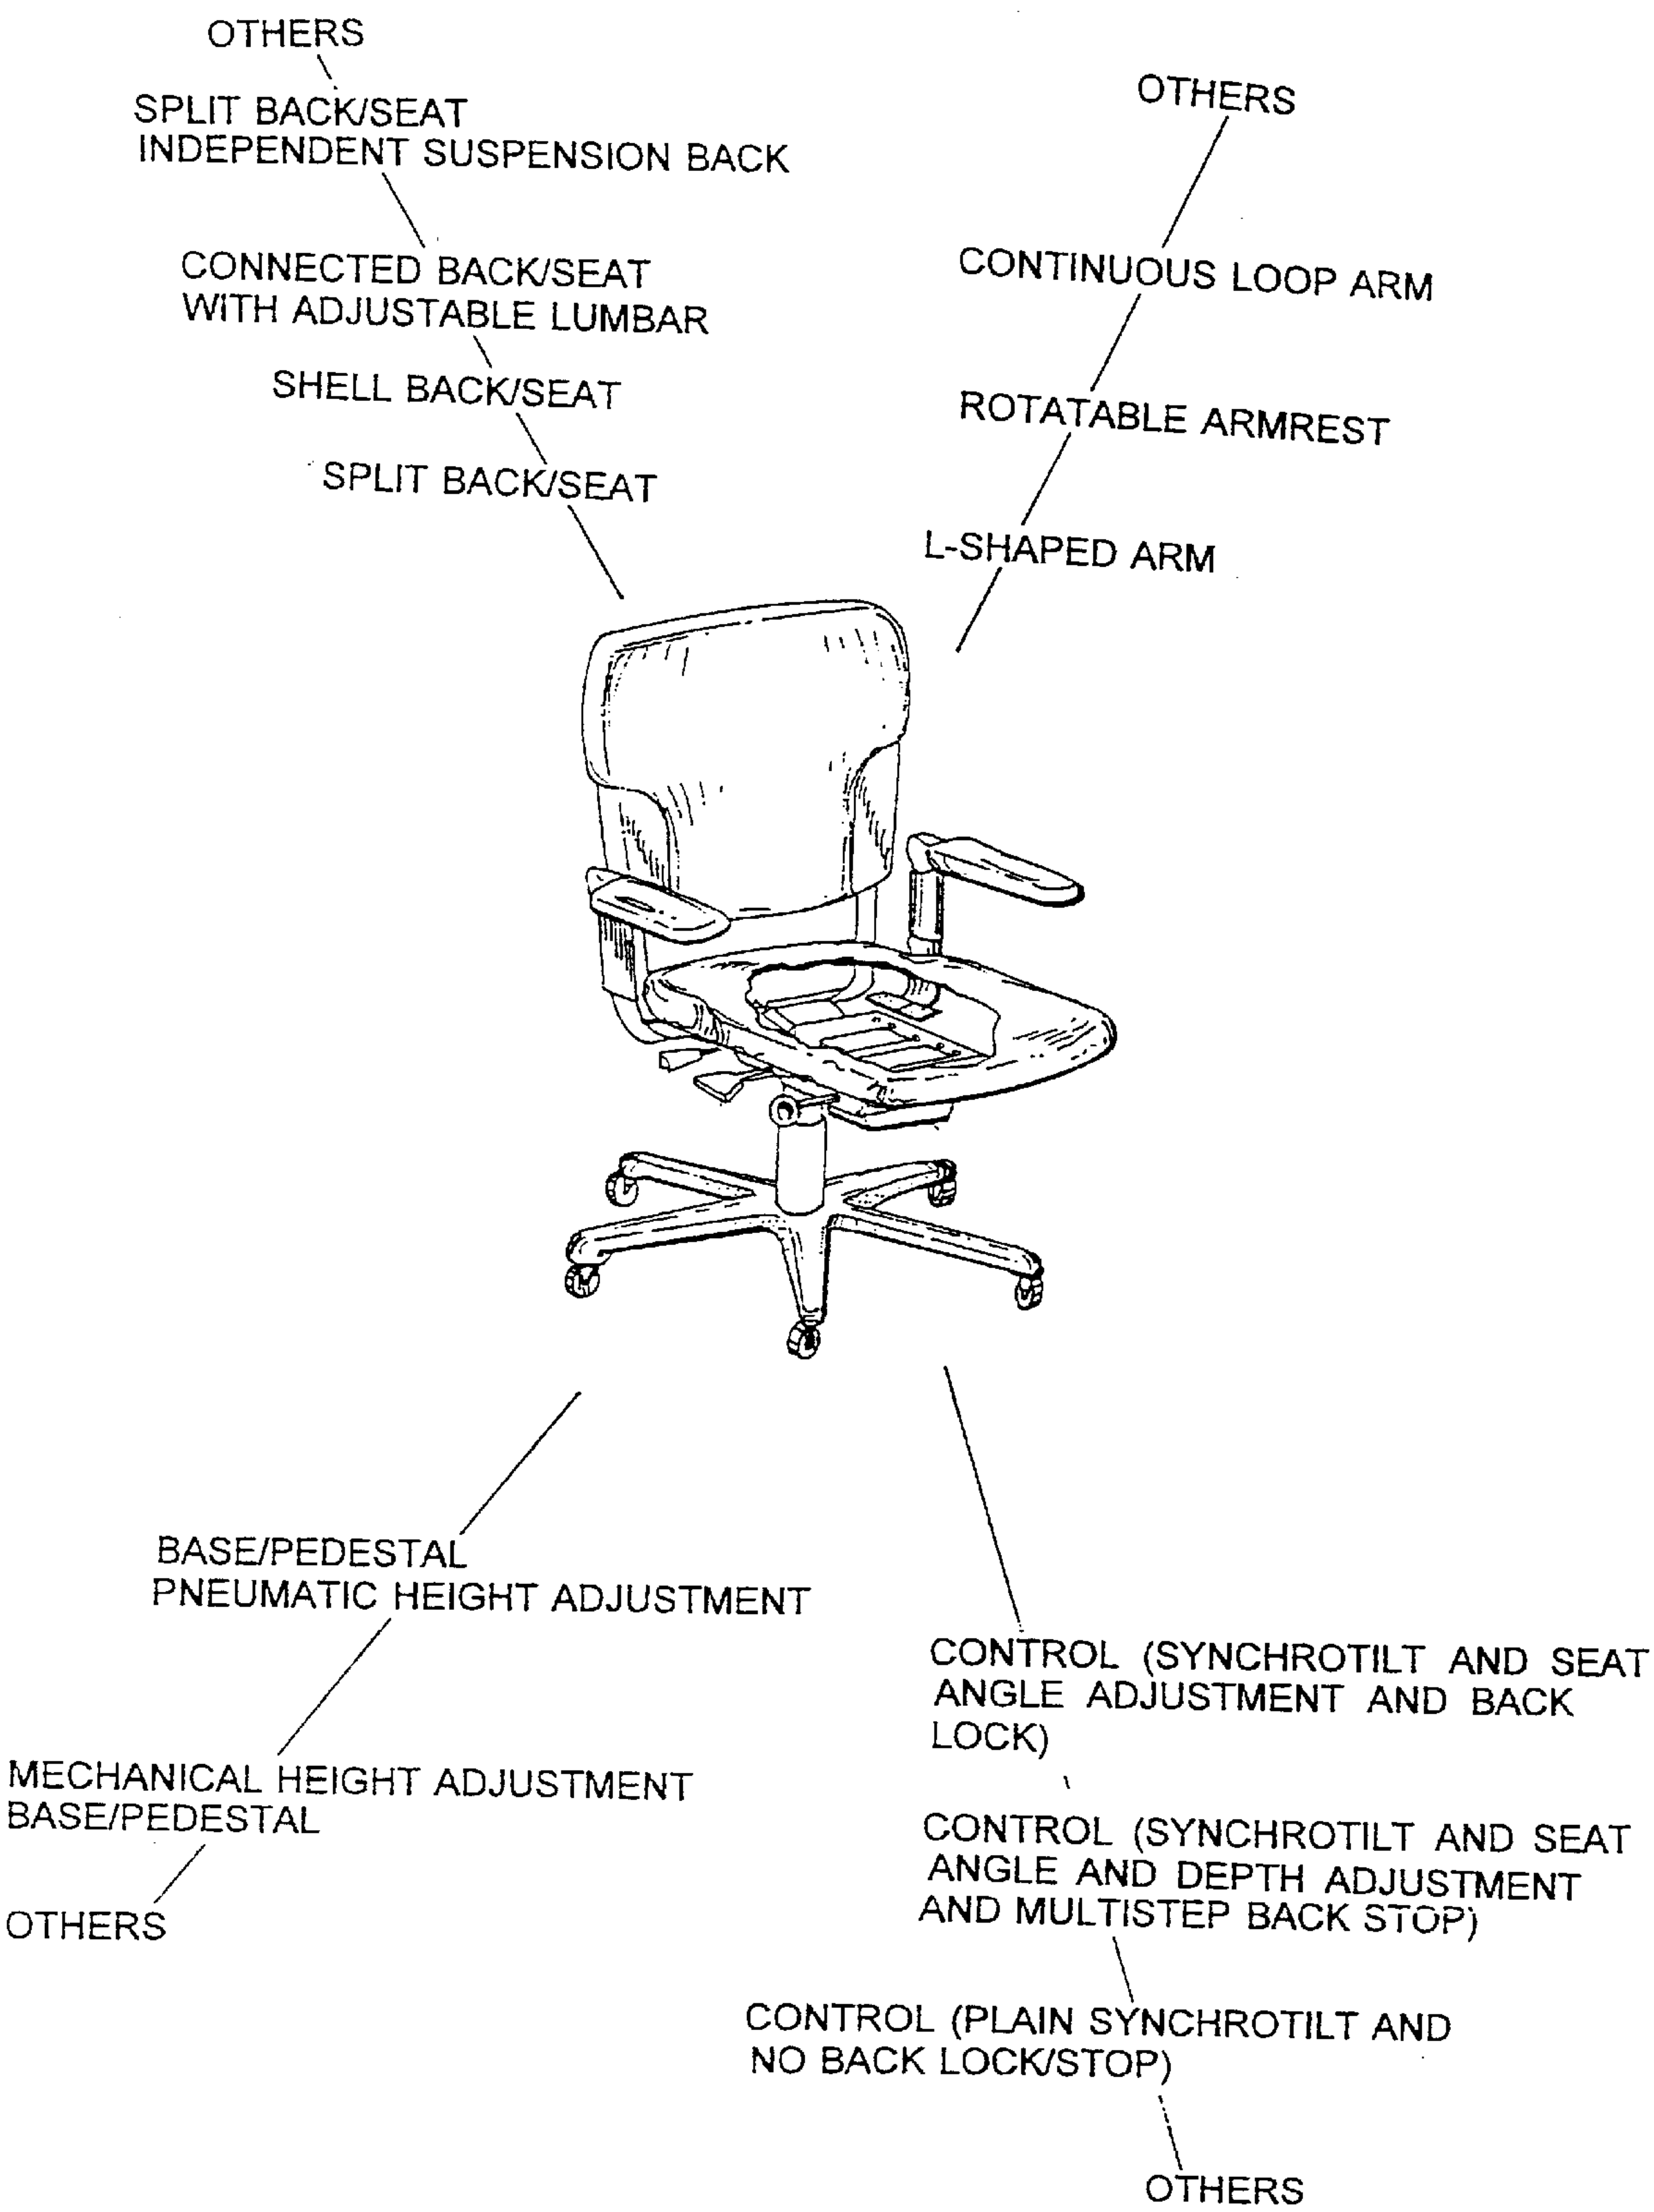 OTHERS
SPLIT BACK/SEAT
INDEPENDENT SUSPENSION BACK
CONNECTED BACK/SEAT
WITH ADJUSTABLE LUMBAR
SHELL BACK/SEAT
SPLIT BACK/SEAT
OTHERS
CONTINUOUS LOOP ARM
ROTATABLE ARMREST
L-SHAPED ARM
BASE/PEDESTAL
PNEUMATIC HEIGHT ADJUSTMENT
MECHANICAL HEIGHT ADJUSTMENT
BASE/PEDESTAL
OTHERS
CONTROL (SYNCHROTILT AND SEAT
ANGLE ADJUSTMENT AND BACK
LOCK)
CONTROL (SYNCHROTILT AND SEAT
ANGLE AND DEPTH ADJUSTMENT
AND MULTISTEP BACK STOP)
CONTROL (PLAIN SYNCHROTILT AND
NO BACK LOCK/STOP)
OTHERS